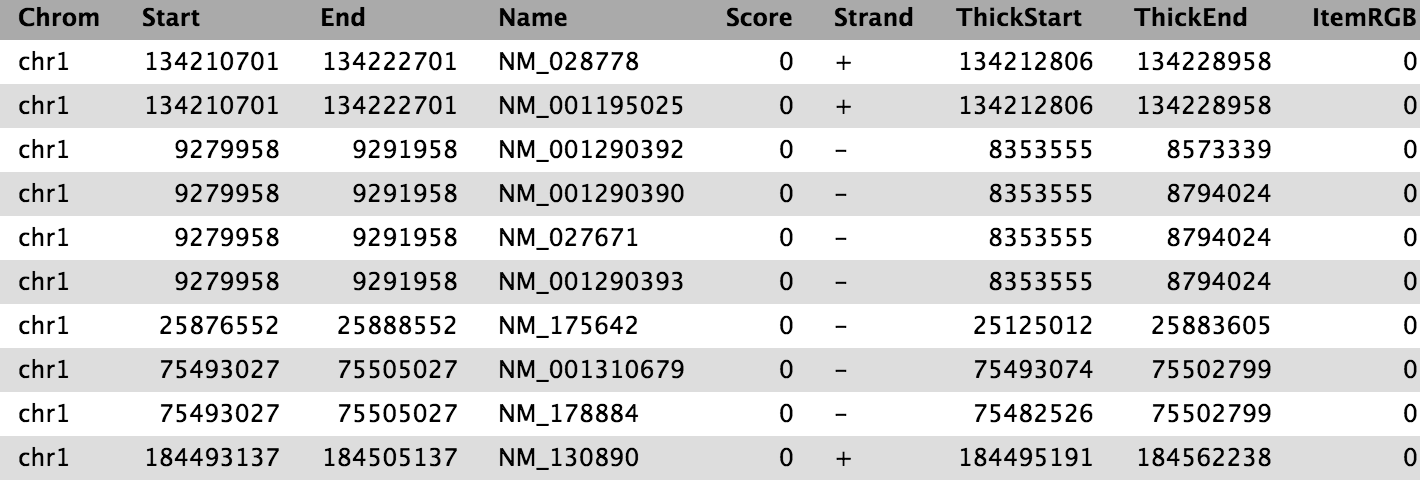 Chrom Start End Name Score Strand ThickStart ThickEnd ItemRGB
chr1 134210701 134222701 NM_028778 0 + 134212806 134228958 0
chr1 134210701 134222701 NM_001195025 0 + 134212806 134228958 0
chr1 9279958 9291958 NM_001290392 0 - 8353555 8573339 0
chr1 9279958 9291958 NM_001290390 0 - 8353555 8794024 0
chr1 9279958 9291958 NM_027671 0 - 8353555 8794024 0
chr1 9279958 9291958 NM_001290393 0 - 8353555 8794024 0
chr1 25876552 25888552 NM_175642 0 - 25125012 25883605 0
chr1 75493027 75505027 NM_001310679 0 - 75493074 75502799 0
chr1 75493027 75505027 NM_178884 0 - 75482526 75502799 0
chr1 184493137 184505137 NM_130890 0 + 184495191 184562238 0